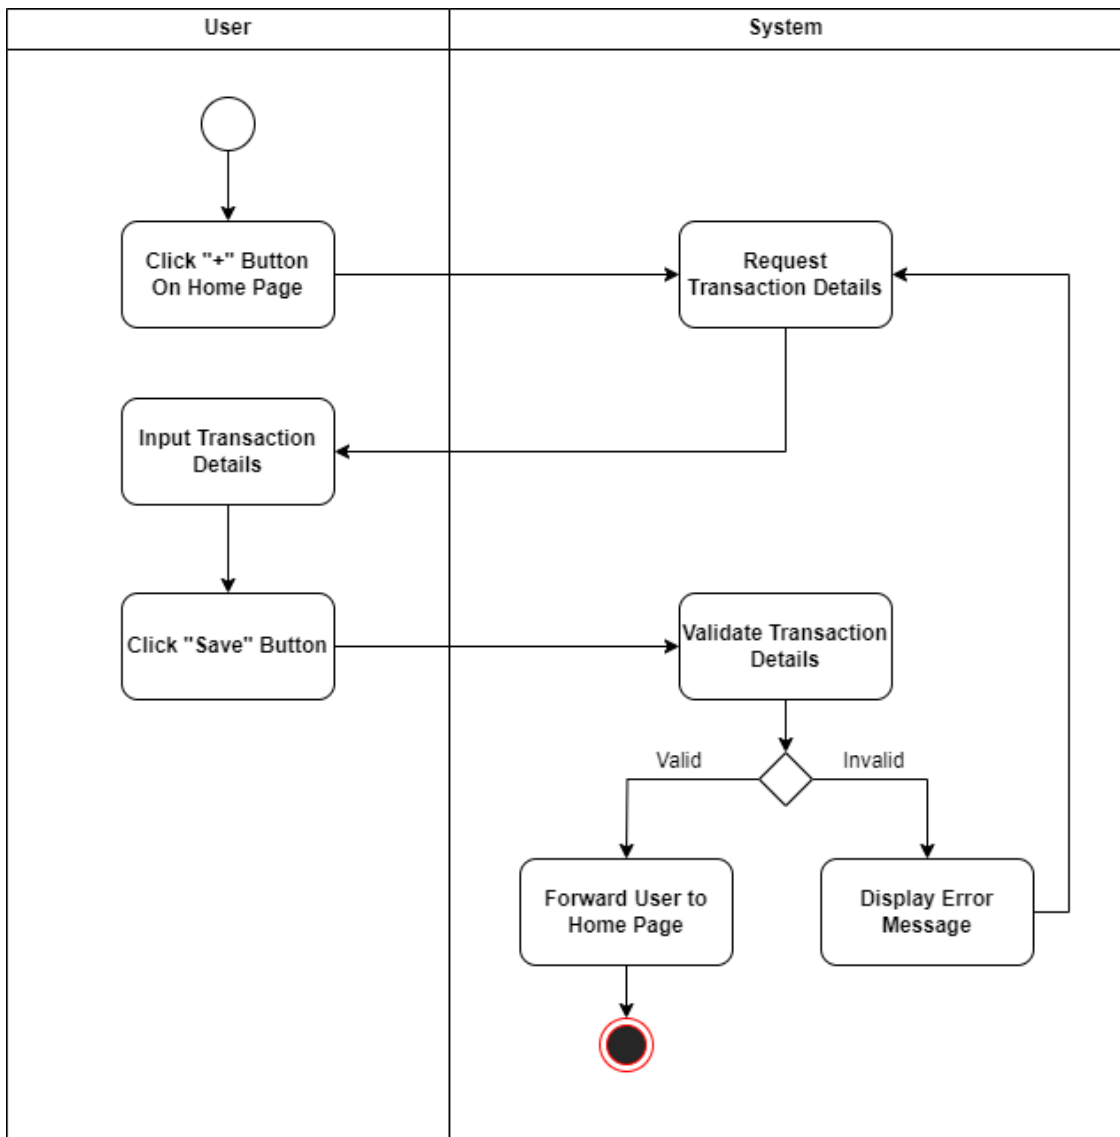 User
System
Click "+" Button
On Home Page
Request
Transaction Details
Input Transaction
Details
Click "Save" Button
Validate Transaction
Details
Valid
Invalid
Forward User to
Home Page
Display Error
Message